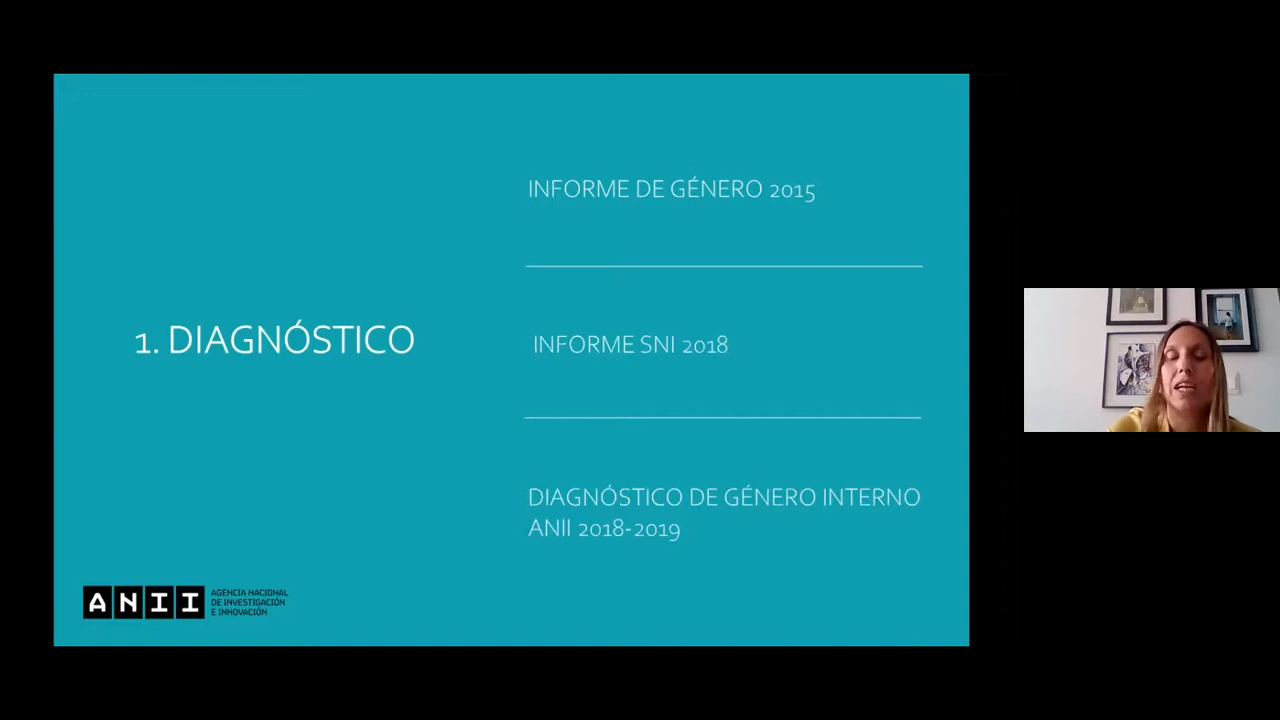 INFORME DE GÉNERO 2015
1. DIAGNÓSTICO
INFORME SNI 2018
DIAGNÓSTICO DE GÉNERO INTERNO
ANII 2018-2019
ANII
AGENCIA NACIONAL
DE INVESTIGACIÓN
E INNOVACIÓN